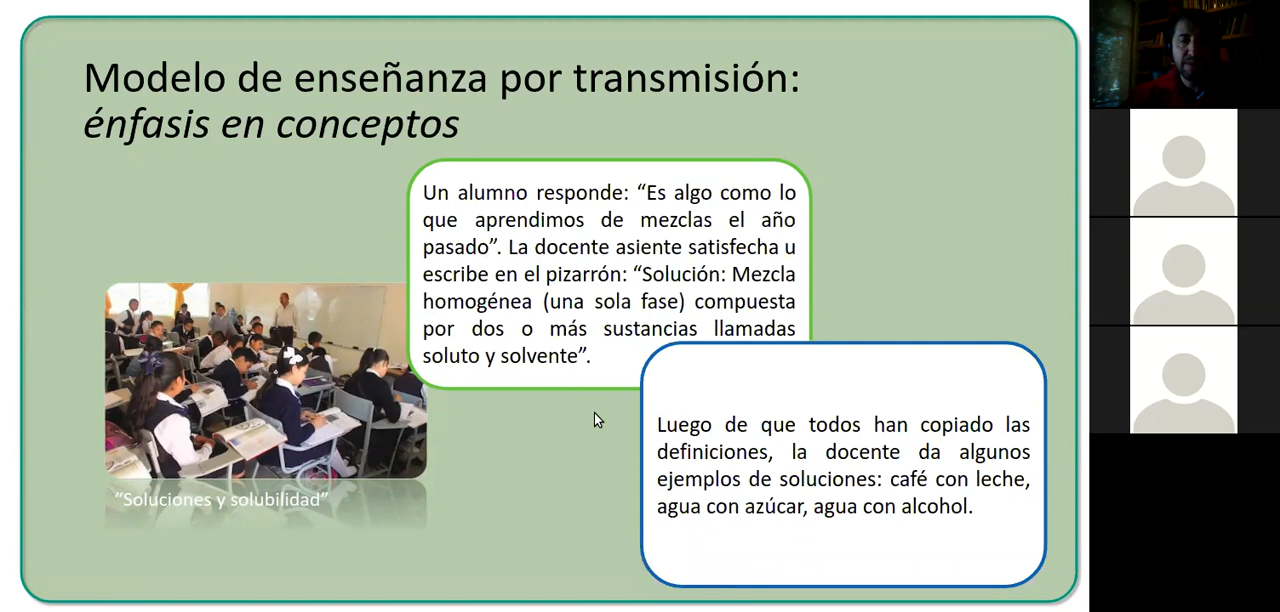 Modelo de enseñanza por transmisión:
énfasis en conceptos
Un alumno responde: “Es algo como lo
que aprendimos de mezclas el año
pasado”. La docente asiente satisfecha u
escribe en el pizarrón: “Solución: Mezcla
homogénea (una sola fase) compuesta
por dos o más sustancias llamadas
soluto y solvente”.
Luego de que todos han copiado las
definiciones, la docente da algunos
ejemplos de soluciones: café con leche,
agua con azúcar, agua con alcohol.
“Soluciones y solubilidad”